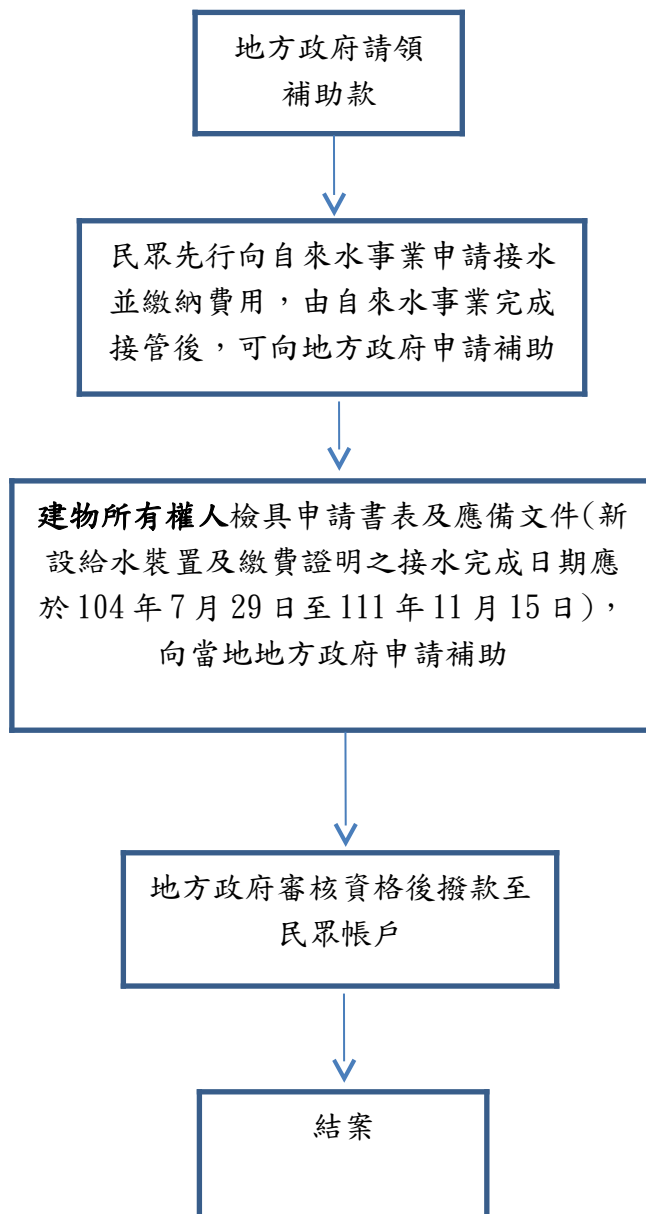 地方政府請領
補助款
民眾先行向自來水事業申請接水
並繳納費用，由自來水事業完成
接管後，可向地方政府申請補助
建物所有權人檢具申請書表及應備文件(新
設給水裝置及繳費證明之接水完成日期應
於104年7月29日至111年11月15日)，
向當地地方政府申請補助
地方政府審核資格後撥款至
民眾帳戶
結案